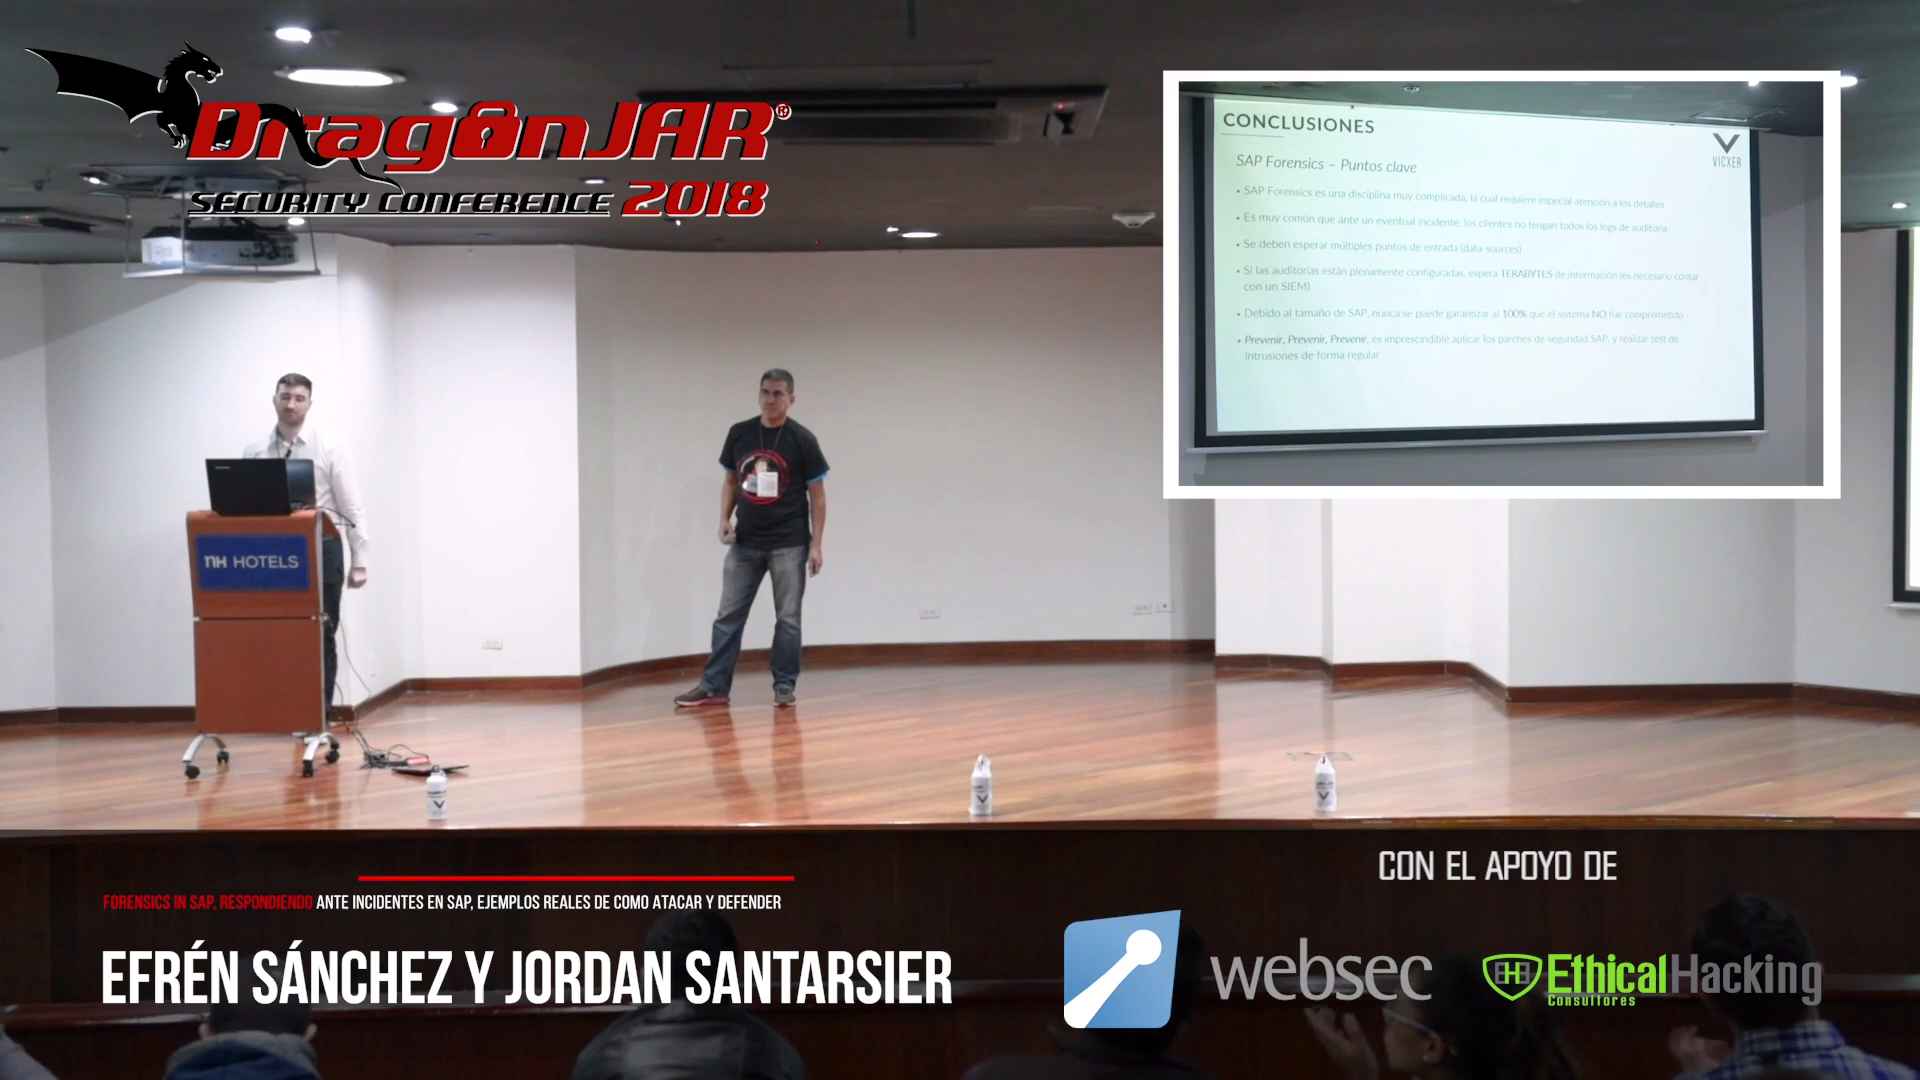 DragonJAR®
SECURITY CONFERENCE 2018
CONCLUSIONES
VICXER
SAP Forensics – Puntos clave
• SAP Forensics es una disciplina muy complicada, la cual requiere especial atención a los detalles
• Es muy común que ante un eventual incidente, los clientes no tengan todos los logs de auditoría
• Se deben esperar múltiples puntos de entrada (data-sources)
• Si las auditorias están plenamente configuradas, espera TERABYTES de información (es necesario contar
con un SIEM)
• Debido al tamaño de SAP, nunca se puede garantizar al 100% que el sistema NO fue comprometido
• Prevenir, Prevenir, Prevenir, es imprescindible aplicar los parches de seguridad SAP, y realizar test de
intrusiones de forma regular
nH HOTELS
CON EL APOYO DE
FORENSICS IN SAP, RESPONDIENDO ANTE INCIDENTES EN SAP, EJEMPLOS REALES DE COMO ATACAR Y DEFENDER
EFRÉN SÁNCHEZ Y JORDAN SANTARSIER
websec
EHE EthicalHacking
Consultores